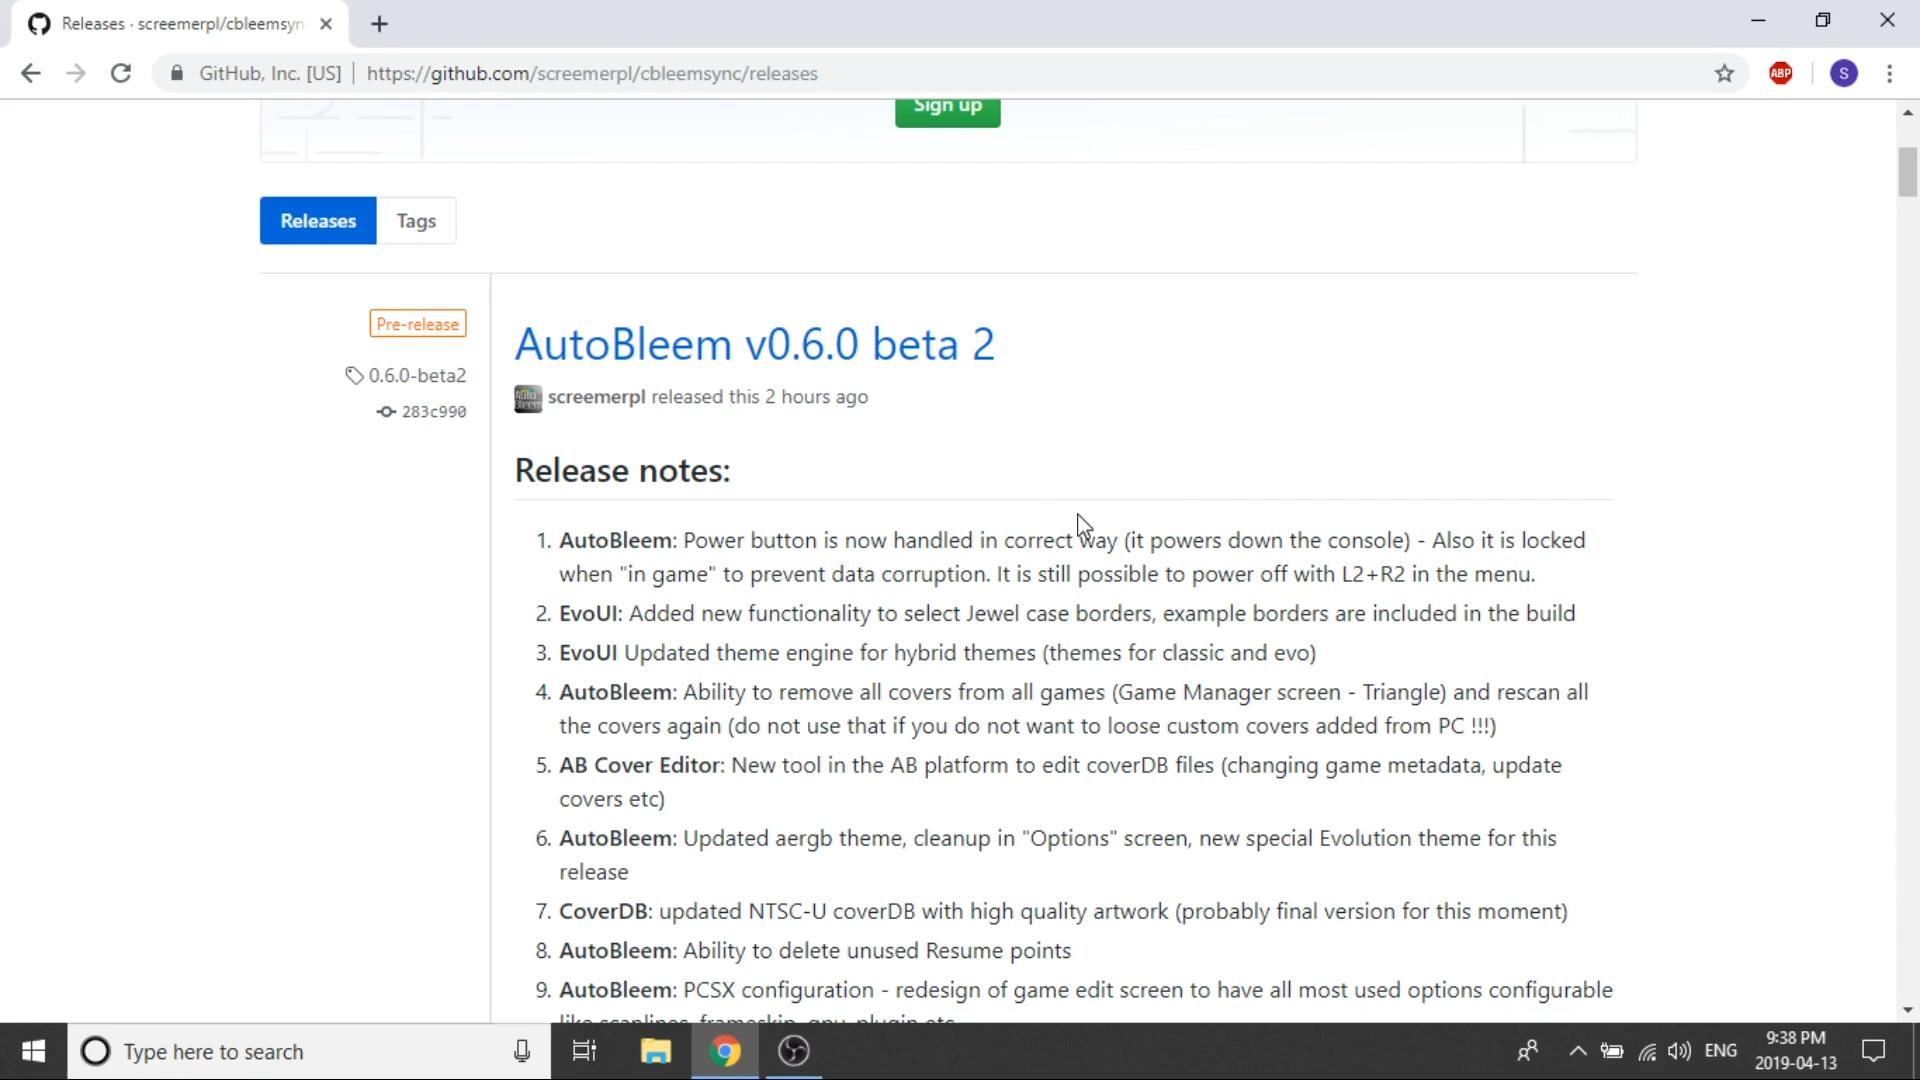 Releases · screemerpl/cbleemsyn
GitHub, Inc. [US] | https://github.com/screemerpl/cbleemsync/releases
ABP
S
Sign up
Releases
Tags
Pre-release
0.6.0-beta2
283c990
AutoBleem v0.6.0 beta 2
screemerpl released this 2 hours ago
Release notes:
1. AutoBleem: Power button is now handled in correct way (it powers down the console) - Also it is locked
when "in game" to prevent data corruption. It is still possible to power off with L2+R2 in the menu.
2. EvoUI: Added new functionality to select Jewel case borders, example borders are included in the build
3. EvoUI Updated theme engine for hybrid themes (themes for classic and evo)
4. AutoBleem: Ability to remove all covers from all games (Game Manager screen - Triangle) and rescan all
the covers again (do not use that if you do not want to loose custom covers added from PC !!!)
5. AB Cover Editor: New tool in the AB platform to edit coverDB files (changing game metadata, update
covers etc)
6. AutoBleem: Updated aergb theme, cleanup in "Options" screen, new special Evolution theme for this
release
7. CoverDB: updated NTSC-U coverDB with high quality artwork (probably final version for this moment)
8. AutoBleem: Ability to delete unused Resume points
9. AutoBleem: PCSX configuration - redesign of game edit screen to have all most used options configurable
like scanlines, frameskip, gpu, plugin etc.
Type here to search
ENG
9:38 PM
2019-04-13